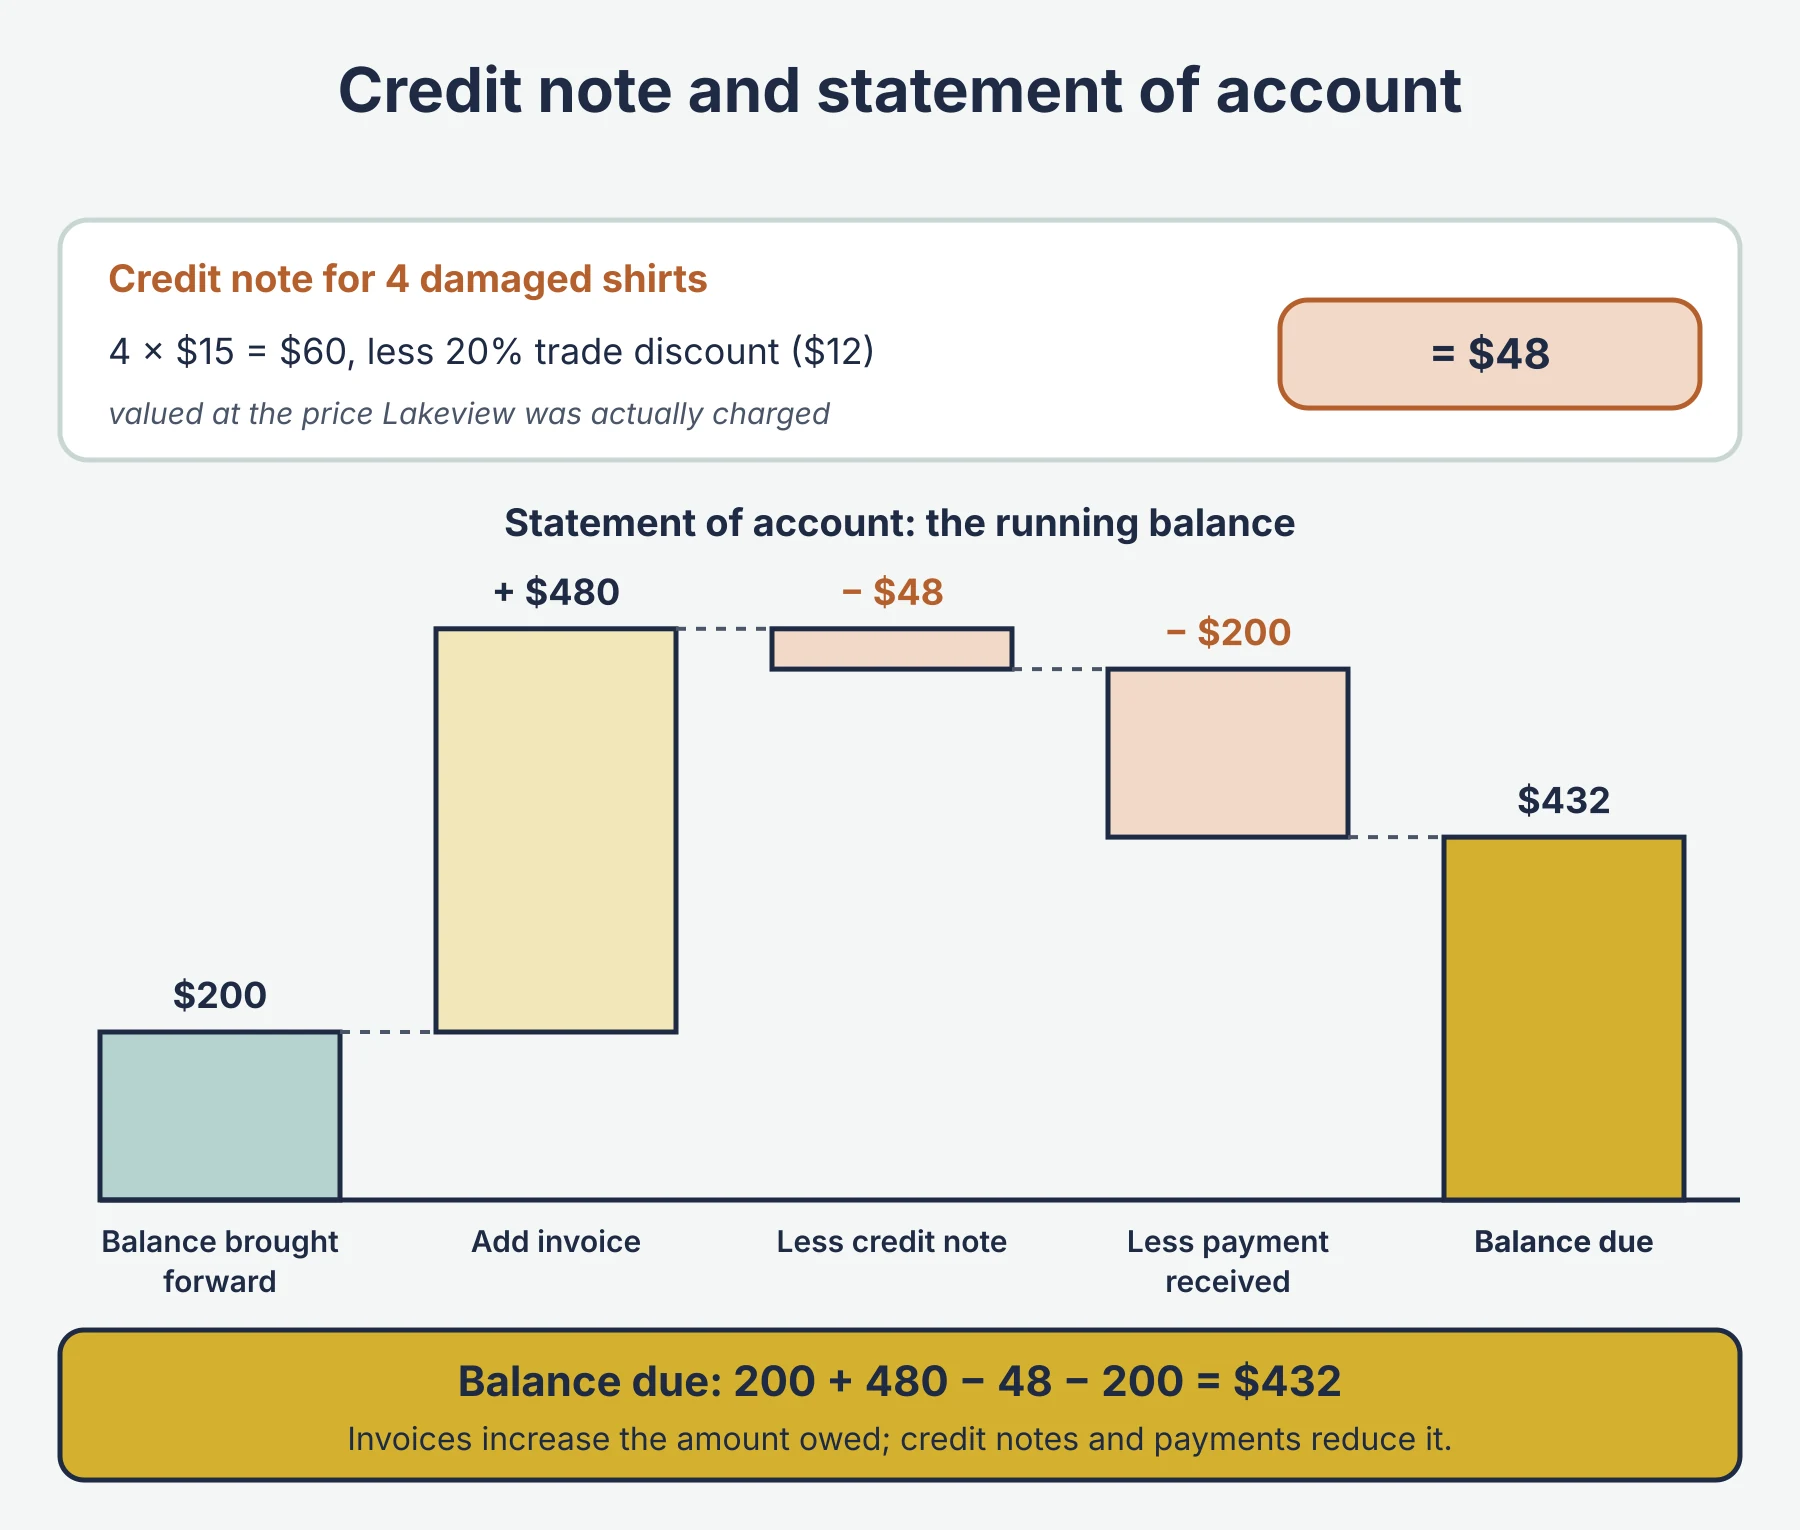 Credit note and statement of account
Credit note for 4 damaged shirts
4 × $15 = $60, less 20% trade discount ($12)
= $48
valued at the price Lakeview was actually charged
Statement of account: the running balance
+ $480
− $48
− $200
$432
$200
Balance brought
forward
Add invoice
Less credit note
Less payment
received
Balance due
Balance due: 200 + 480 − 48 − 200 = $432
Invoices increase the amount owed; credit notes and payments reduce it.